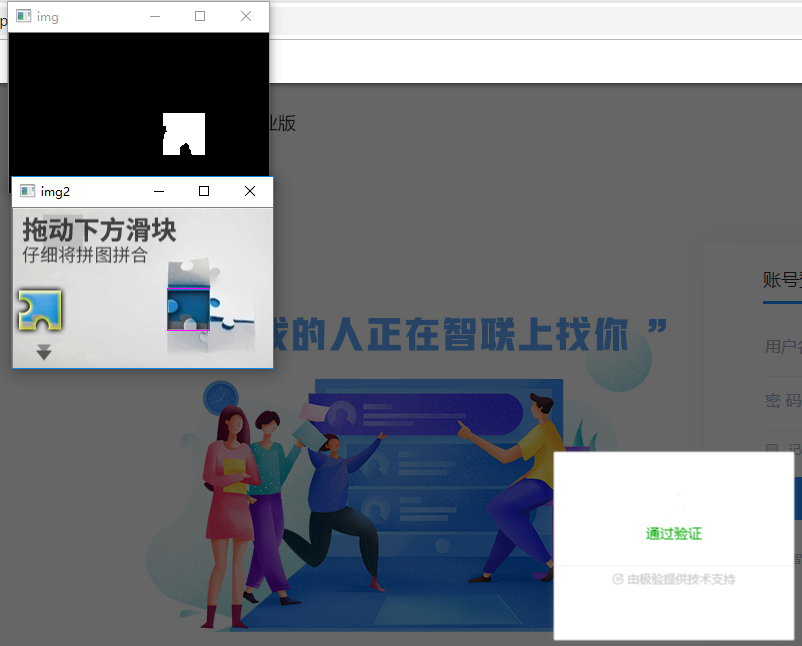 img
业版
img2
拖动下方滑块
仔细将拼图拼合
的人正在智联上找你 ”
账号
用户
密 码
通过验证
由极验提供技术支持